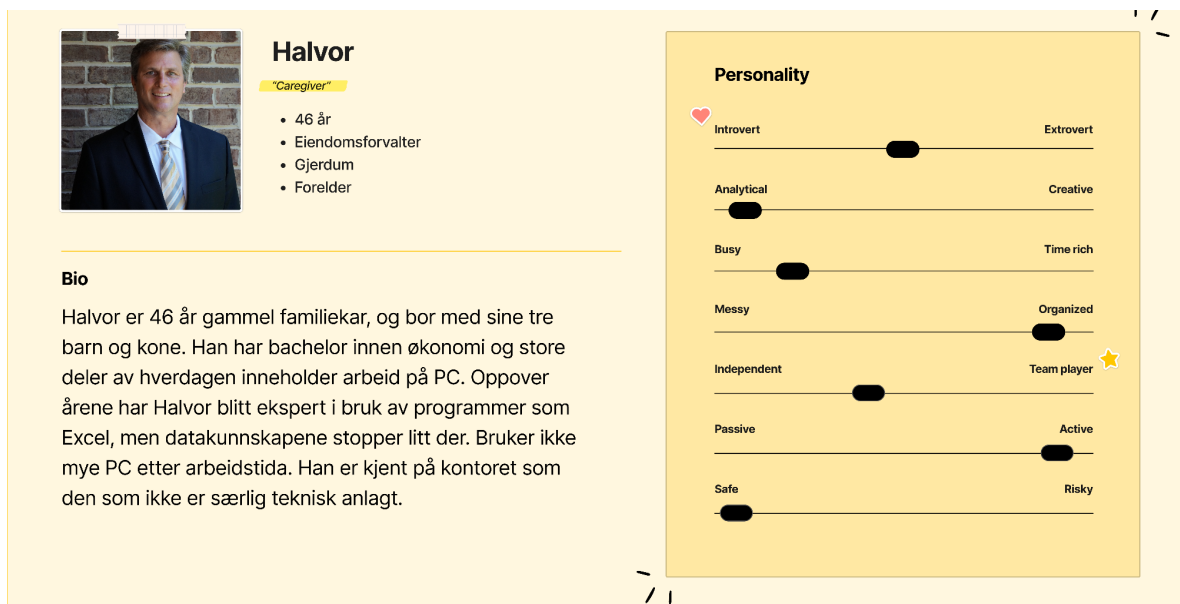 Halvor
"Caregiver"
• 46 år
• Eiendomsforvalter
• Gjerdum
• Forelder
Bio
Halvor er 46 år gammel familiekar, og bor med sine tre
barn og kone. Han har bachelor innen økonomi og store
deler av hverdagen inneholder arbeid på PC. Oppover
årene har Halvor blitt ekspert i bruk av programmer som
Excel, men datakunnskapene stopper litt der. Bruker ikke
mye PC etter arbeidstida. Han er kjent på kontoret som
den som ikke er særlig teknisk anlagt.
Personality
Introvert Extrovert
Analytical Creative
Busy Time rich
Messy Organized
Independent Team player
Passive Active
Safe Risky